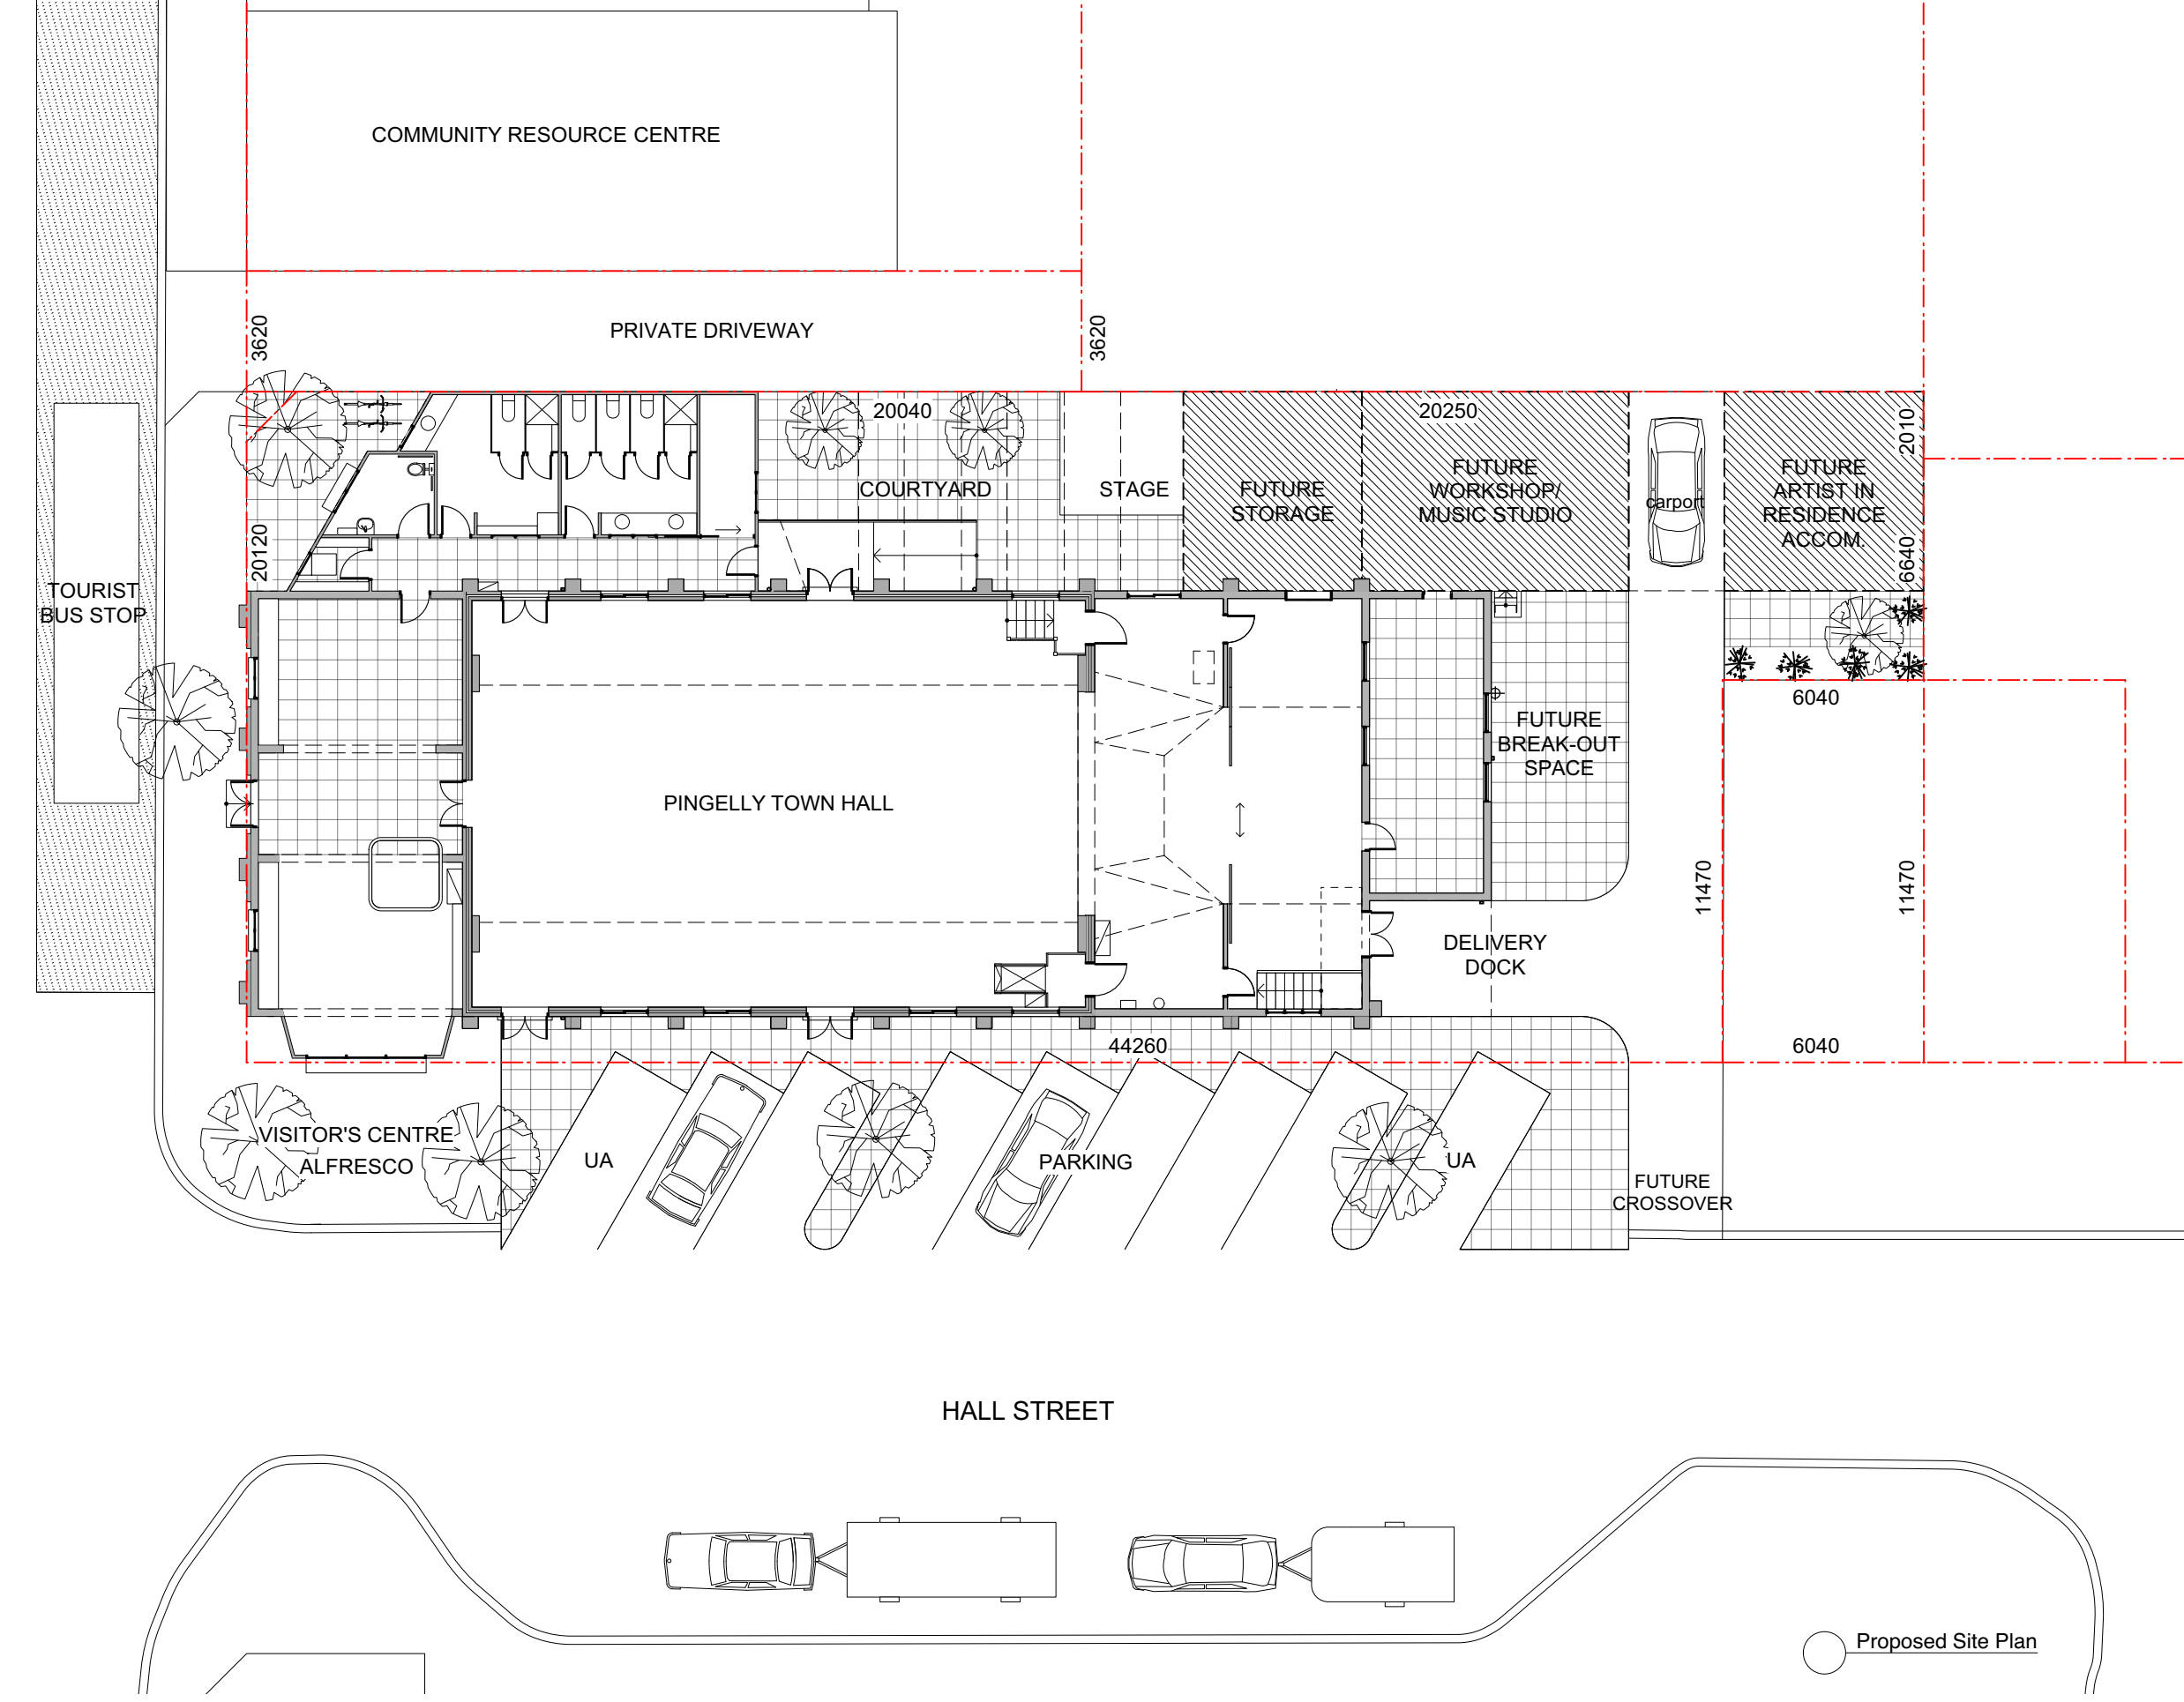 COMMUNITY RESOURCE CENTRE
PRIVATE DRIVEWAY
3620
3620
20040
20250
2010
COURTYARD
STAGE
FUTURE
STORAGE
FUTURE
WORKSHOP/
MUSIC STUDIO
carport
FUTURE
ARTIST IN
RESIDENCE
ACCOM.
20120
6640
TOURIST
BUS STOP
PINGELLY TOWN HALL
FUTURE
BREAK-OUT
SPACE
6040
11470
11470
DELIVERY
DOCK
44260
6040
VISITOR'S CENTRE
ALFRESCO
UA
PARKING
UA
FUTURE
CROSSOVER
HALL STREET
Proposed Site Plan